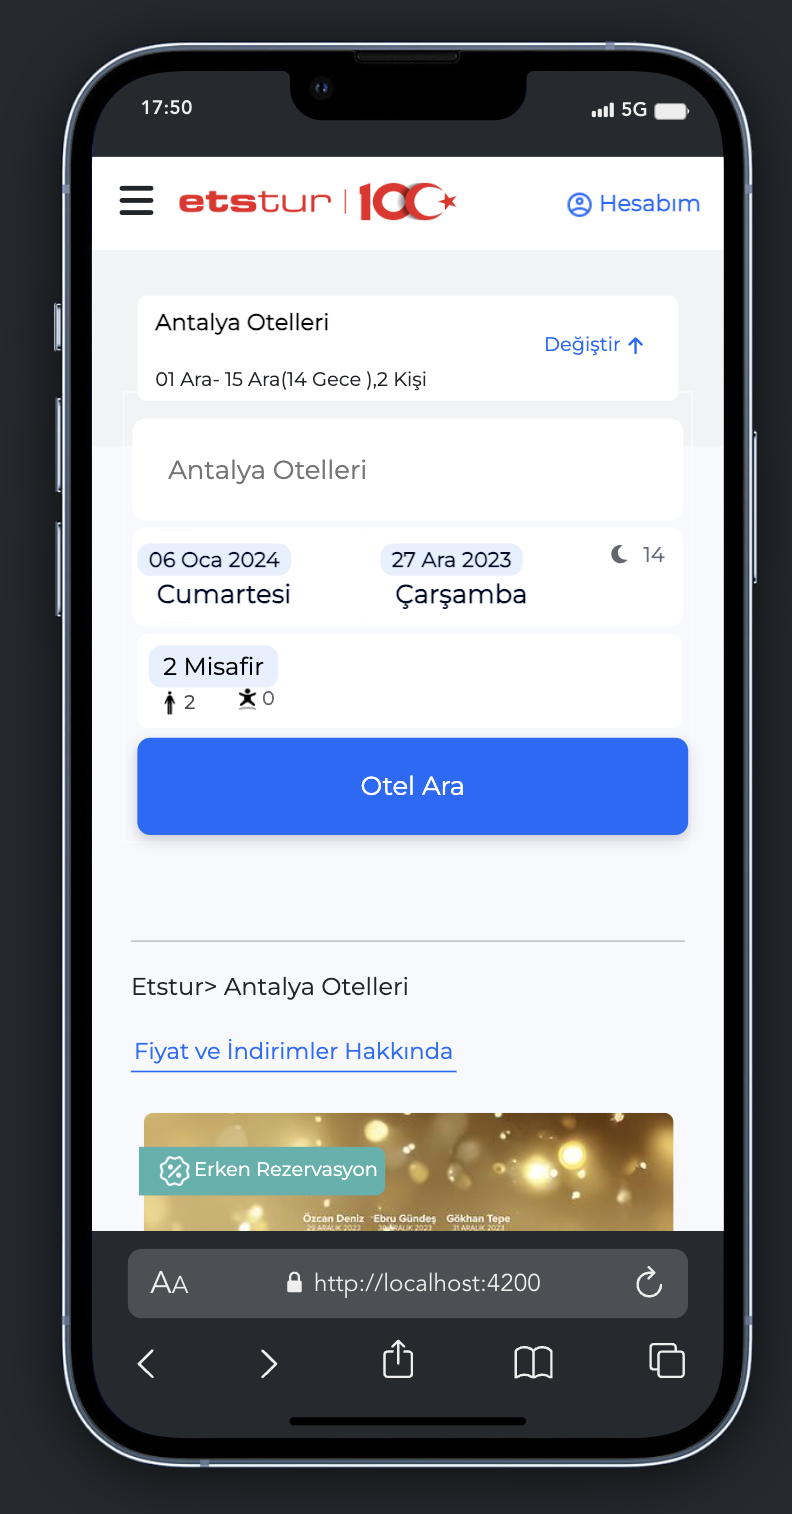 17:50
5G
etstur | 100
Hesabım
Antalya Otelleri
Değiştir
01 Ara- 15 Ara(14 Gece ),2 Kişi
Antalya Otelleri
06 Oca 2024
27 Ara 2023
14
Cumartesi
Çarşamba
2 Misafir
2
0
Otel Ara
Etstur> Antalya Otelleri
Fiyat ve İndirimler Hakkında
% Erken Rezervasyon
Özcan Deniz Ebru Gündeş Gökhan Tepe
29 ARALIK 2023 30 ARALIK 2023 31 ARALIK 2023
AA
http://localhost:4200